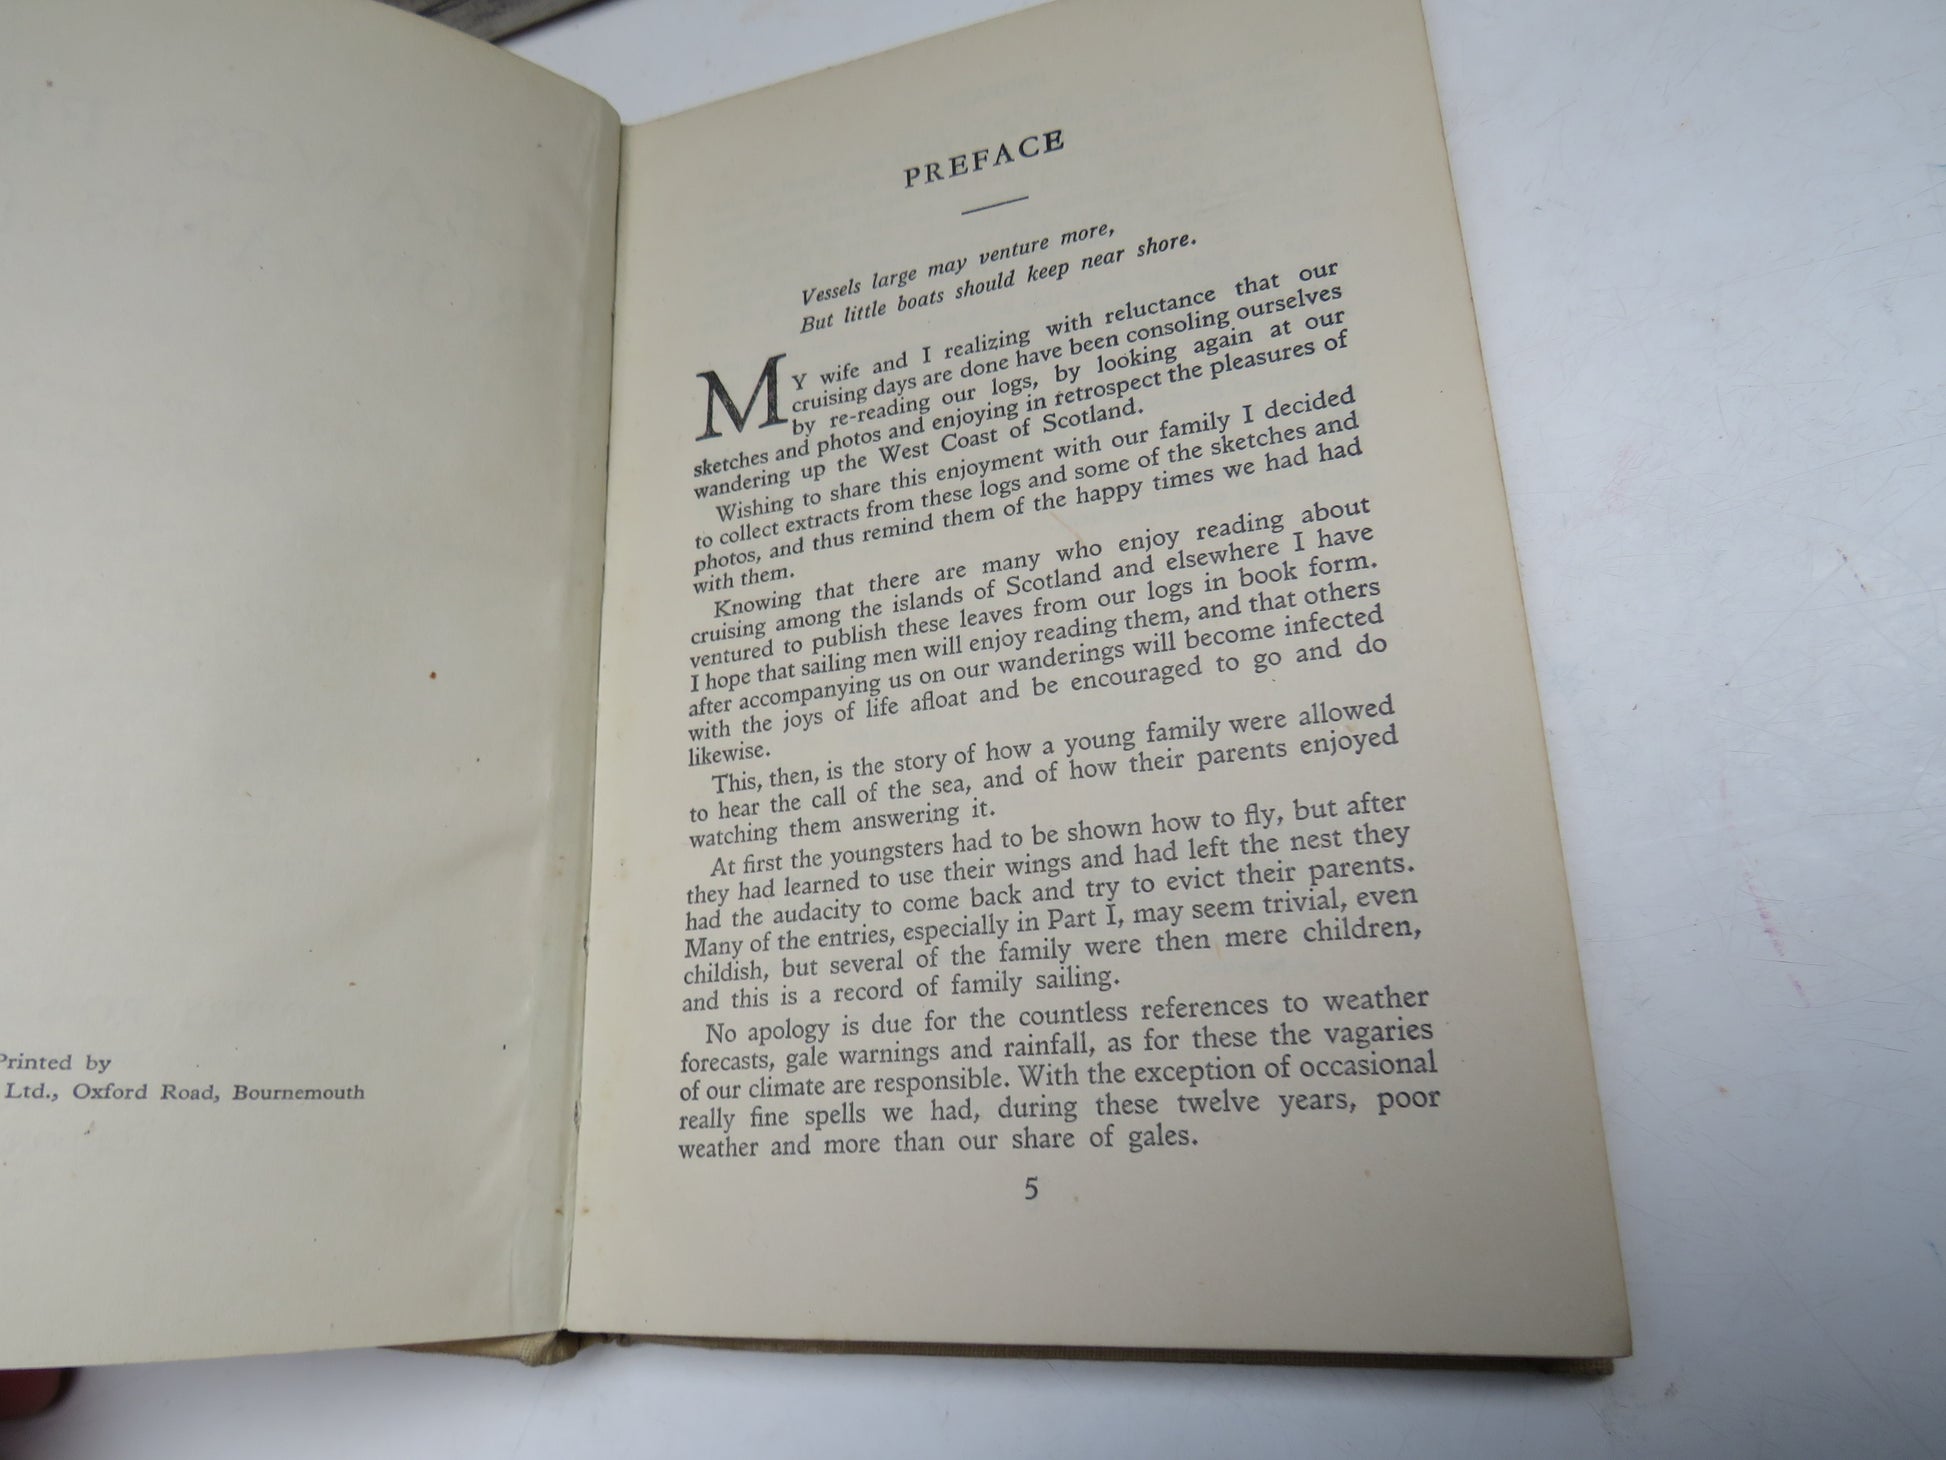 Printed by
Ltd., Oxford Road, Bournemouth
PREFACE
Vessels large may venture more,
But little boats should keep near shore.
MY wife and I realizing with reluctance that our
cruising days are done have been consoling ourselves
by re-reading our logs, by looking again at our
sketches and photos and enjoying in retrospect the pleasures of
wandering up the West Coast of Scotland.
Wishing to share this enjoyment with our family I decided
to collect extracts from these logs and some of the sketches and
photos, and thus remind them of the happy times we had had
with them.
Knowing that there are many who enjoy reading about
cruising among the islands of Scotland and elsewhere I have
ventured to publish these leaves from our logs in book form.
I hope that sailing men will enjoy reading them, and that others
after accompanying us on our wanderings will become infected
with the joys of life afloat and be encouraged to go and do
likewise.
This, then, is the story of how a young family were allowed
to hear the call of the sea, and of how their parents enjoyed
watching them answering it.
At first the youngsters had to be shown how to fly, but after
they had learned to use their wings and had left the nest they
had the audacity to come back and try to evict their parents.
Many of the entries, especially in Part I, may seem trivial, even
childish, but several of the family were then mere children,
and this is a record of family sailing.
No apology is due for the countless references to weather
forecasts, gale warnings and rainfall, as for these the vagaries
of our climate are responsible. With the exception of occasional
really fine spells we had, during these twelve years, poor
weather and more than our share of gales.
5